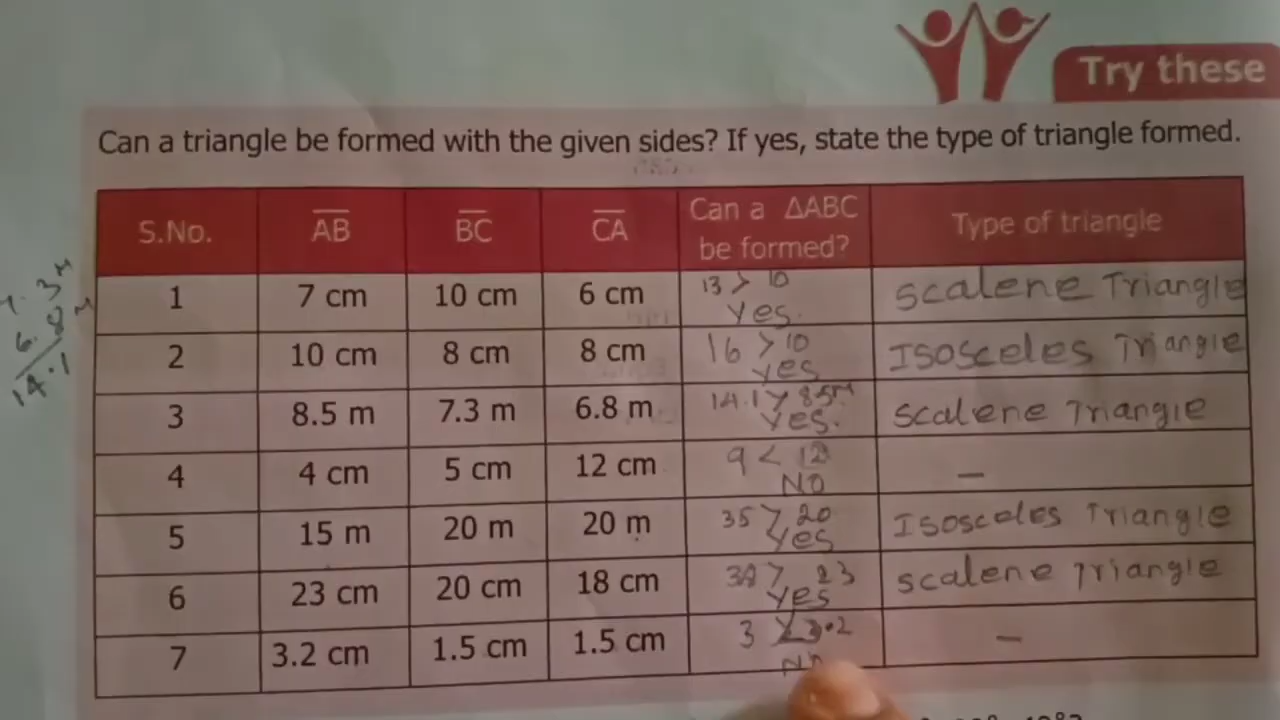 Try these
Can a triangle be formed with the given sides? If yes, state the type of triangle formed.
S.No. AB BC CA Can a ΔABC be formed? Type of triangle
1 7 cm 10 cm 6 cm 13 > 10 Yes. Scalene Triangle
2 10 cm 8 cm 8 cm 16 > 10 Yes Isosceles Triangle
3 8.5 m 7.3 m 6.8 m 14.1 > 8.5m Yes. Scalene Triangle
4 4 cm 5 cm 12 cm 9 < 12 NO —
5 15 m 20 m 20 m 35 > 20 Yes Isosceles Triangle
6 23 cm 20 cm 18 cm 38 > 23 Yes Scalene Triangle
7 3.2 cm 1.5 cm 1.5 cm 3 < 3.2 NO —
6.8 m
14.1